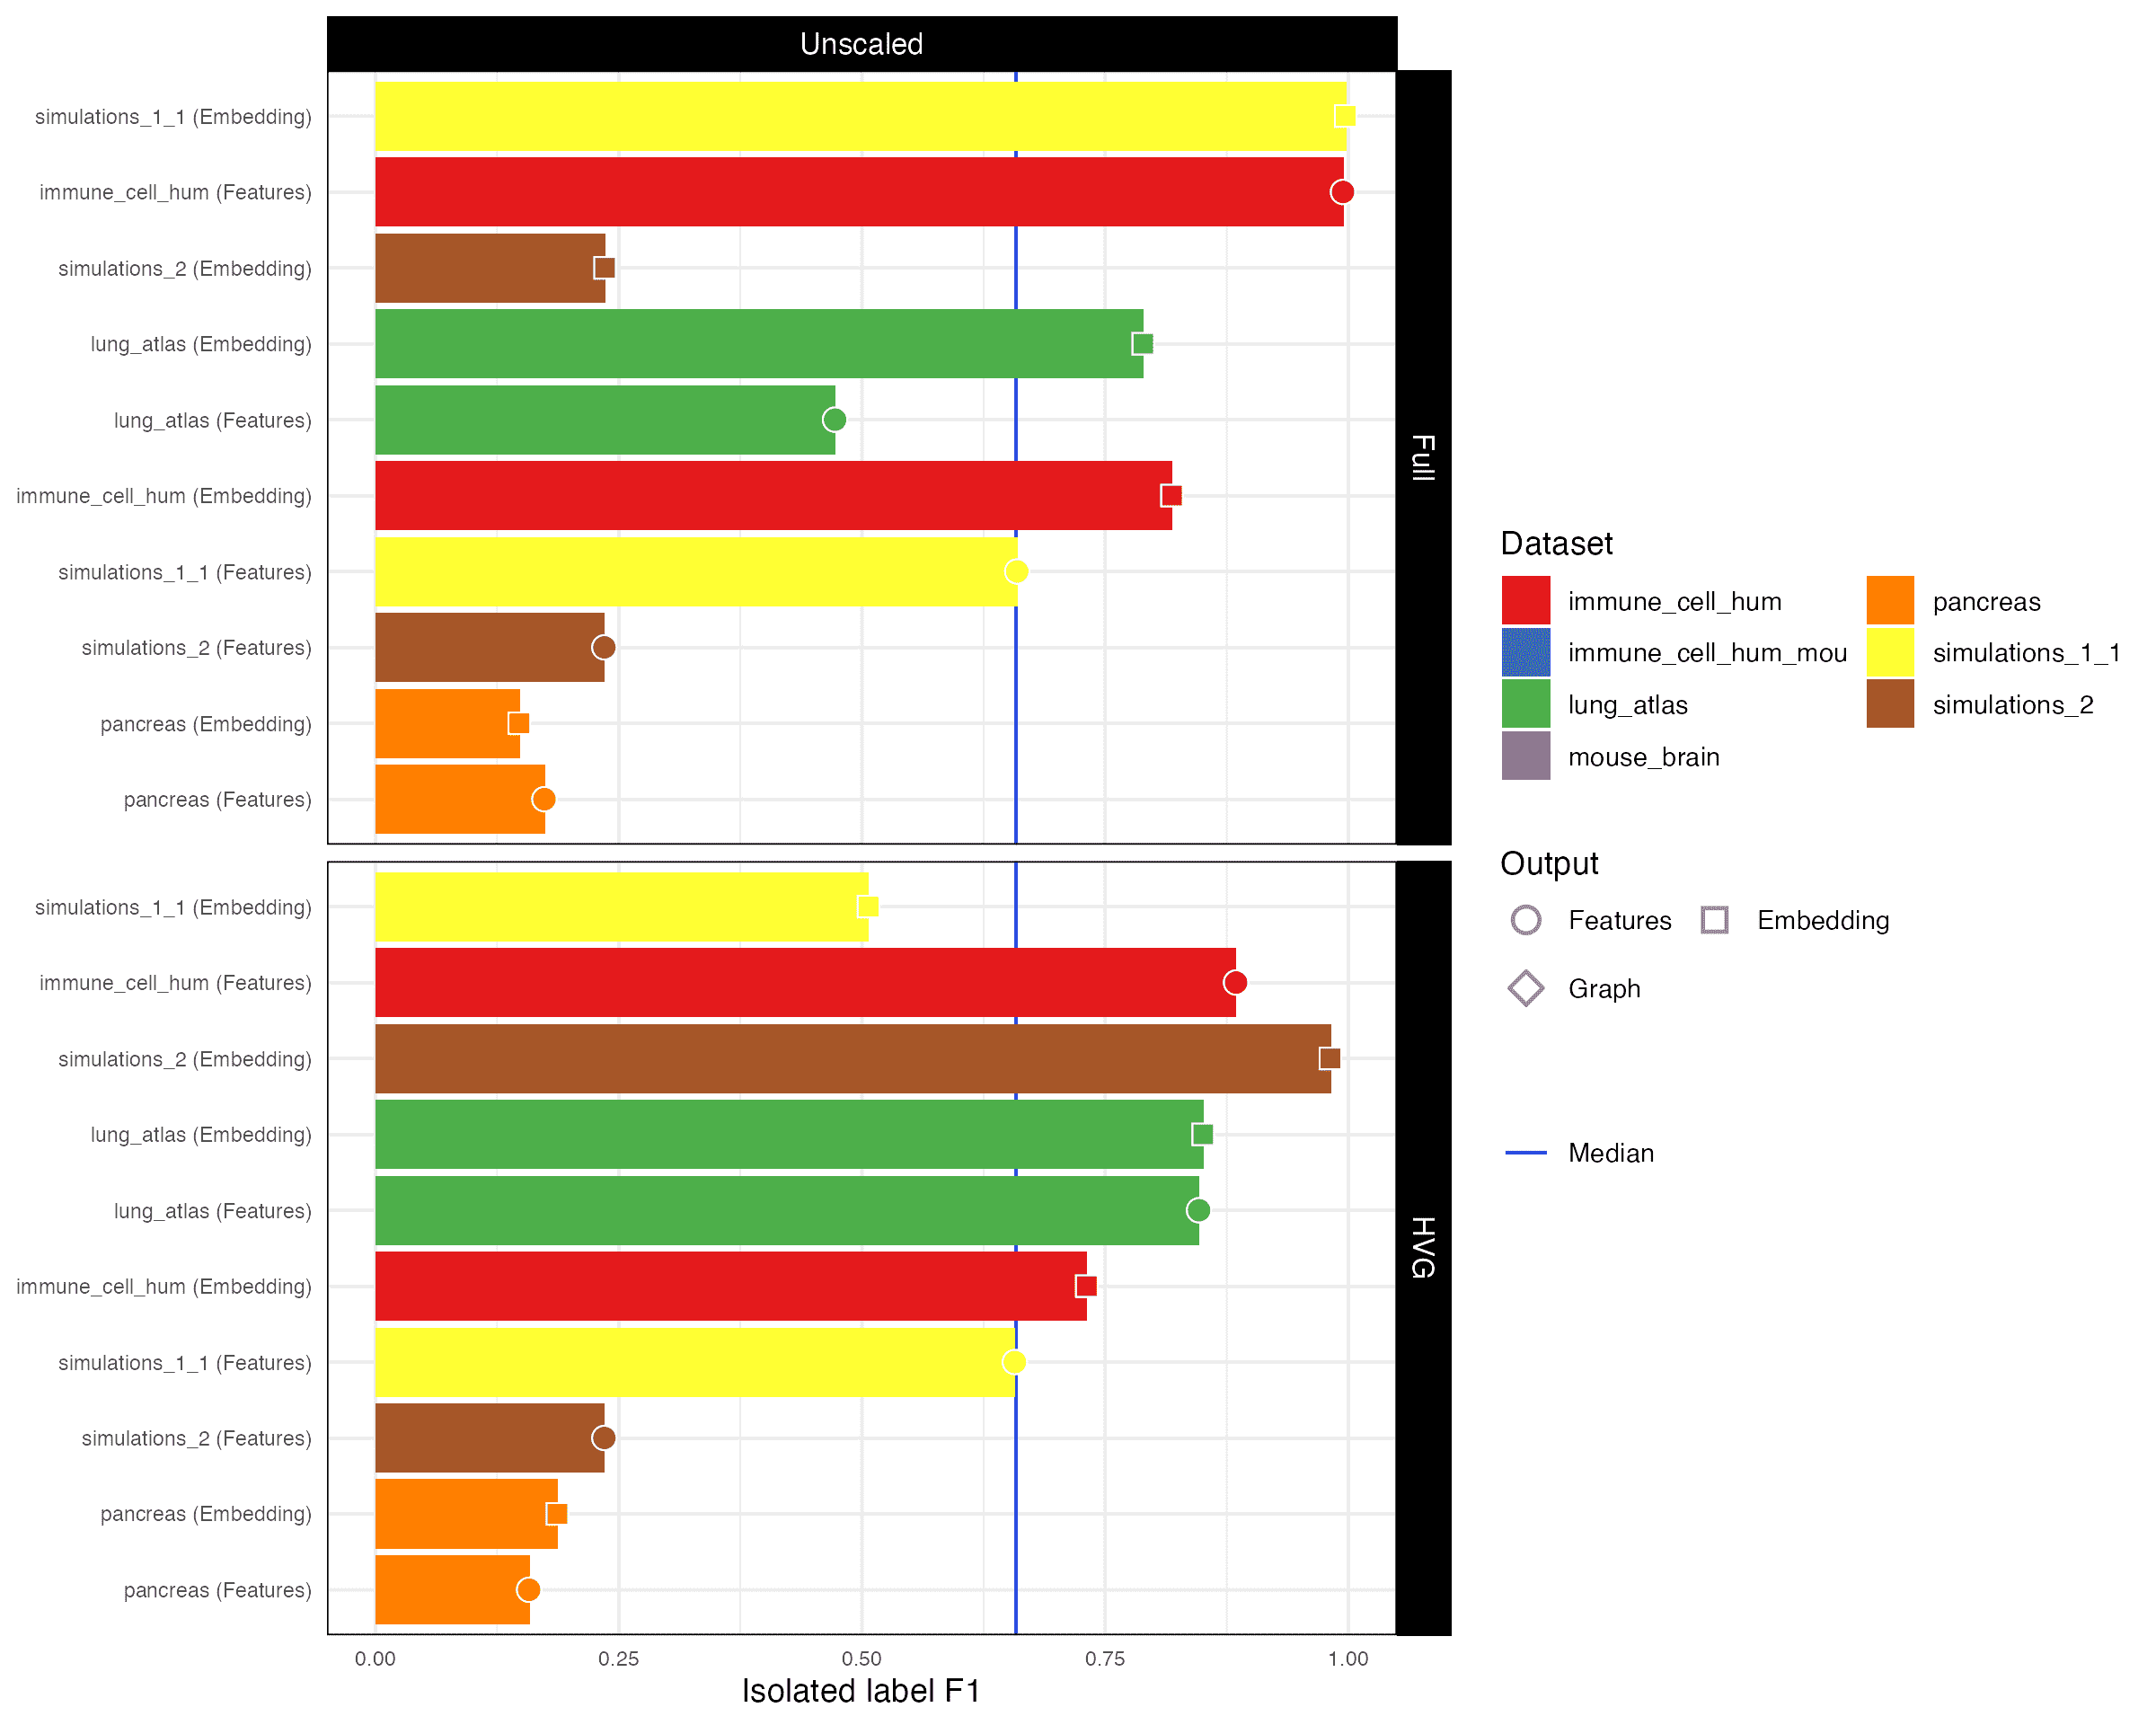 Unscaled
simulations_1_1 (Embedding)
immune_cell_hum (Features)
simulations_2 (Embedding)
lung_atlas (Embedding)
lung_atlas (Features)
immune_cell_hum (Embedding)
simulations_1_1 (Features)
simulations_2 (Features)
pancreas (Embedding)
pancreas (Features)
Full
simulations_1_1 (Embedding)
immune_cell_hum (Features)
simulations_2 (Embedding)
lung_atlas (Embedding)
lung_atlas (Features)
immune_cell_hum (Embedding)
simulations_1_1 (Features)
simulations_2 (Features)
pancreas (Embedding)
pancreas (Features)
HVG
0.00 0.25 0.50 0.75 1.00
Isolated label F1
Dataset
immune_cell_hum pancreas
immune_cell_hum_mou simulations_1_1
lung_atlas simulations_2
mouse_brain
Output
Features Embedding
Graph
Median